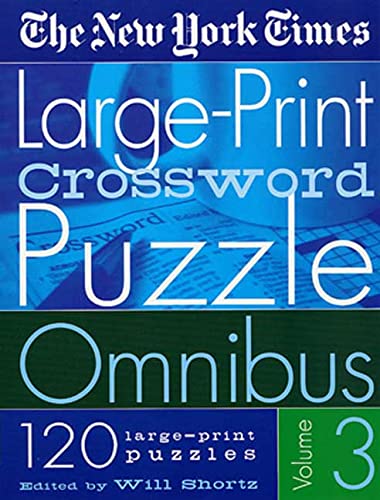 The New York Times
Large-Print
Crossword
Puzzle
Omnibus
120 large-print
puzzles
Edited by Will Shortz
Volume 3